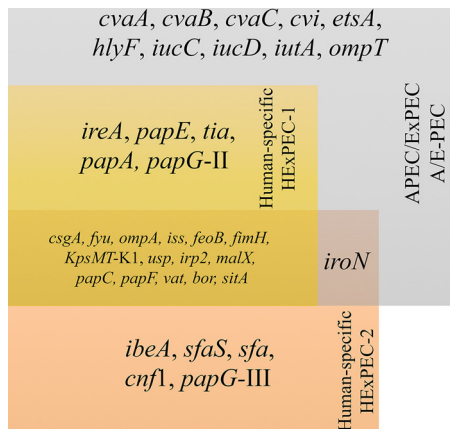 cvaA, cvaB, cvaC, cvi, etsA,
hlyF, iucC, iucD, iutA, ompT
APEC/ExPEC
A/E-PEC
ireA, papE, tia,
papA, papG-II
Human-specific
HExPEC-1
csgA, fyu, ompA, iss, feoB, fimH,
KpsMT-K1, usp, irp2, malX,
papC, papF, vat, bor, sitA
iroN
ibeA, sfaS, sfa,
cnf1, papG-III
Human-specific
HExPEC-2